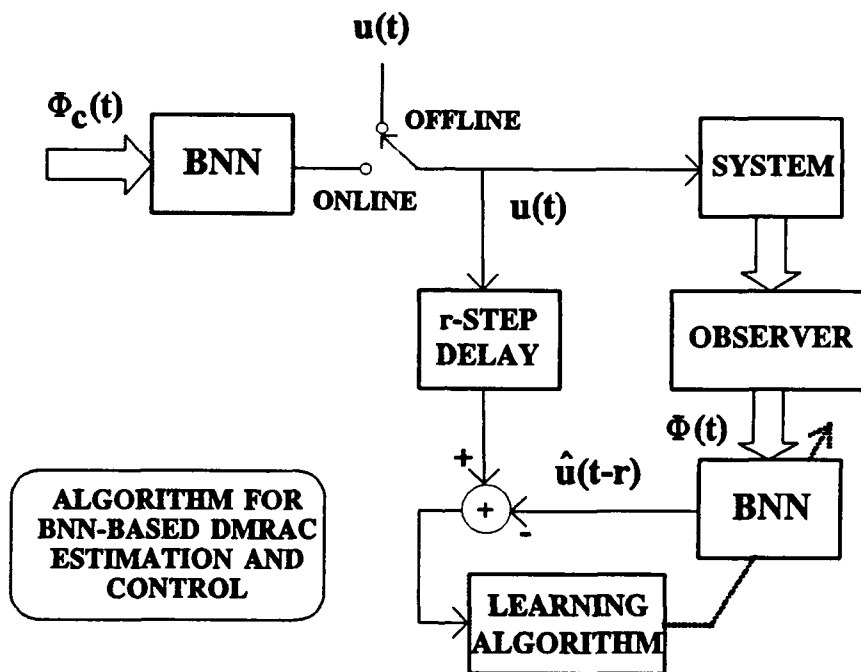 u(t)
Φc(t)
OFFLINE
BNN
ONLINE
u(t)
SYSTEM
r-STEP
DELAY
OBSERVER
Φ(t)
+
û(t-r)
BNN
+
-
ALGORITHM FOR
BNN-BASED DMRAC
ESTIMATION AND
CONTROL
LEARNING
ALGORITHM